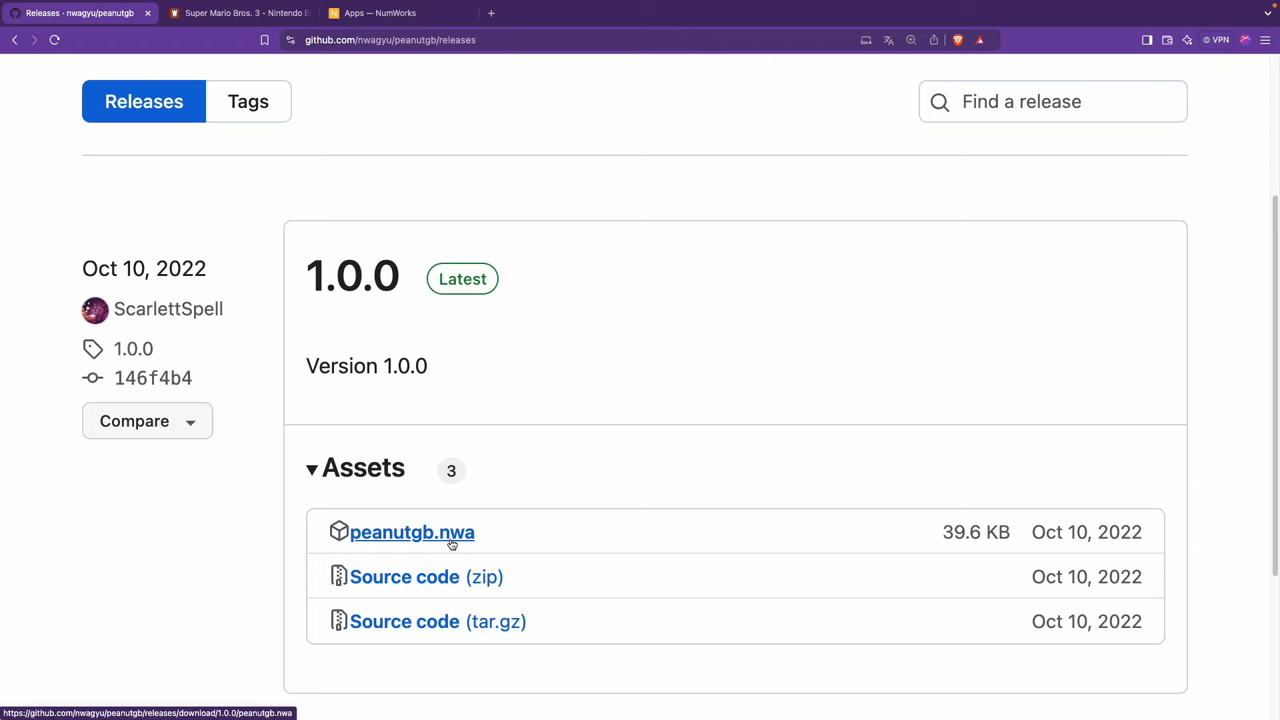 Releases · nwagyu/peanutgb
Super Mario Bros. 3 - Nintendo E
Apps — NumWorks
github.com/nwagyu/peanutgb/releases
VPN
Releases
Tags
Find a release
Oct 10, 2022
ScarlettSpell
1.0.0
146f4b4
Compare
1.0.0
Latest
Version 1.0.0
Assets
3
peanutgb.nwa
39.6 KB
Oct 10, 2022
Source code (zip)
Oct 10, 2022
Source code (tar.gz)
Oct 10, 2022
https://github.com/nwagyu/peanutgb/releases/download/1.0.0/peanutgb.nwa